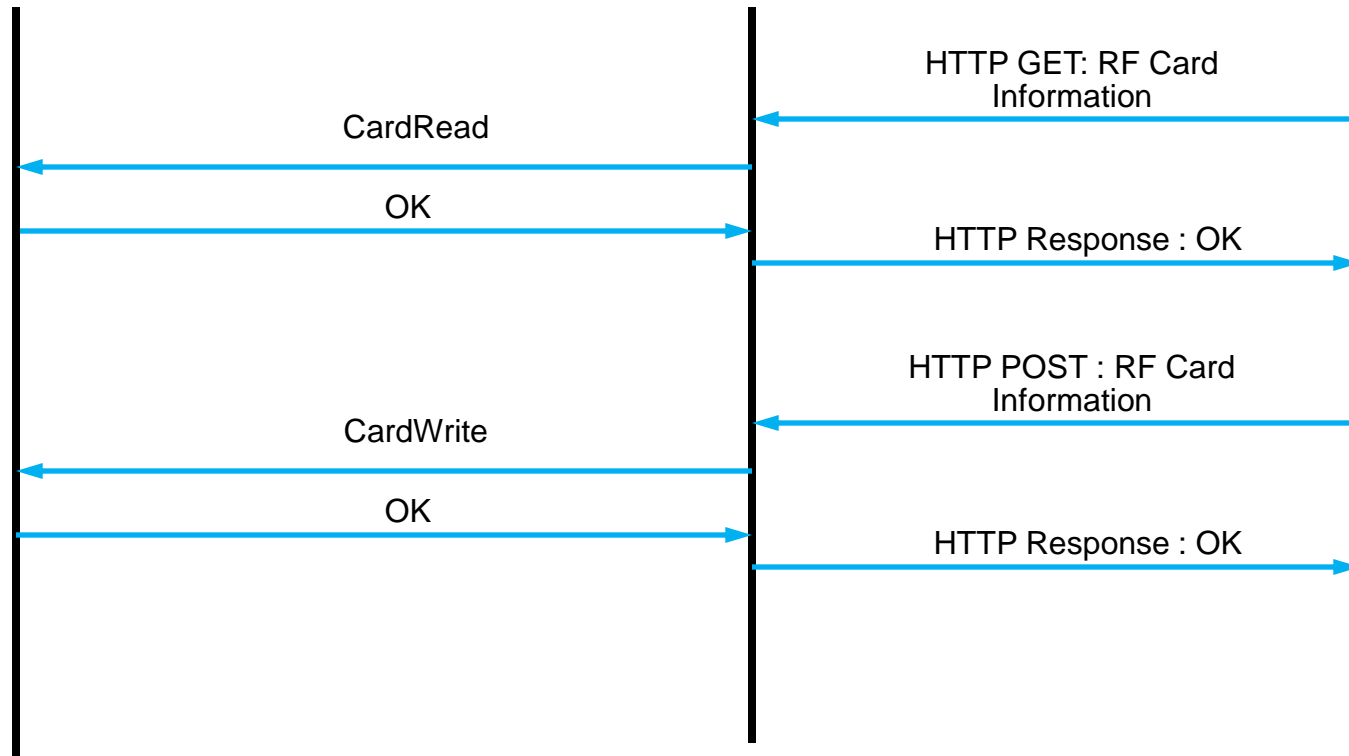 HTTP GET: RF Card
Information
CardRead
OK
HTTP Response : OK
HTTP POST : RF Card
Information
CardWrite
OK
HTTP Response : OK